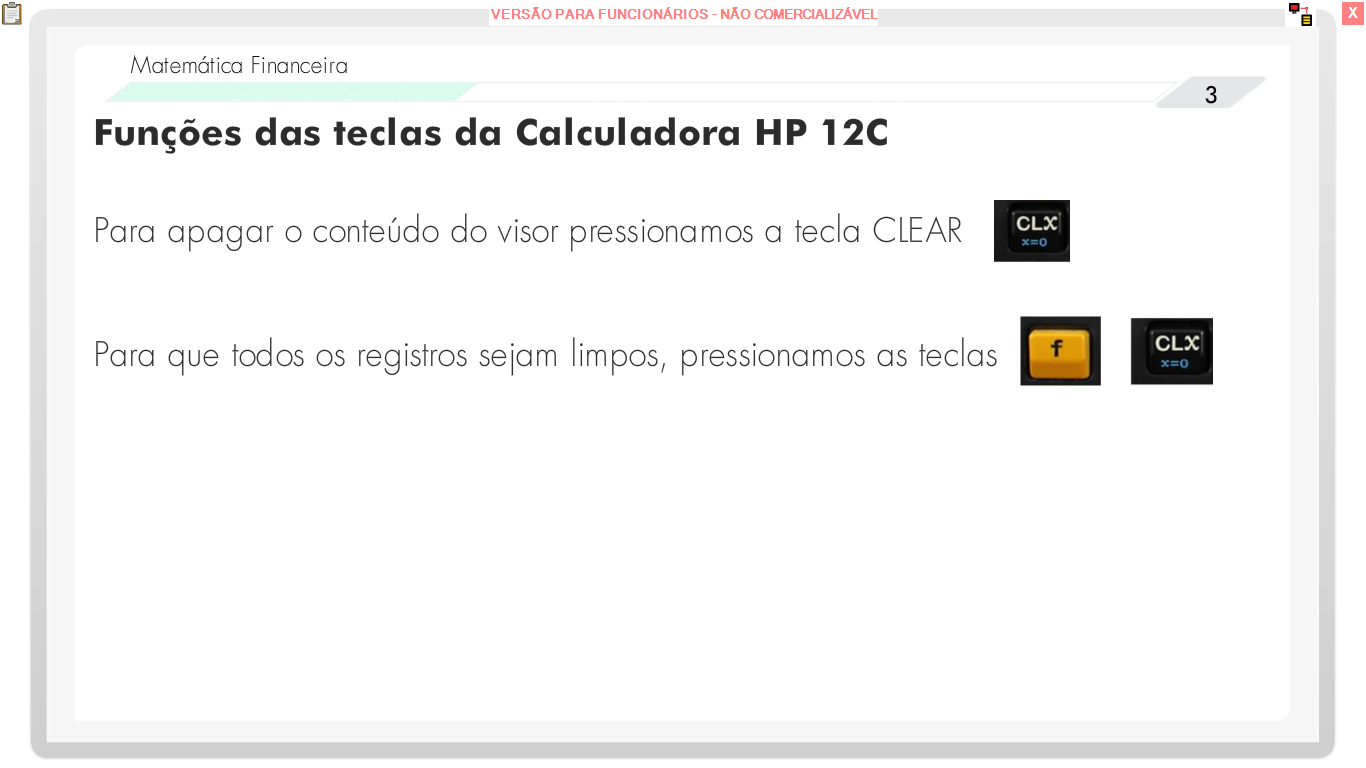 VERSÃO PARA FUNCIONÁRIOS - NÃO COMERCIALIZÁVEL
X
Matemática Financeira
3
Funções das teclas da Calculadora HP 12C
Para apagar o conteúdo do visor pressionamos a tecla CLEAR
CLX
x=0
Para que todos os registros sejam limpos, pressionamos as teclas
f
CLX
x=0